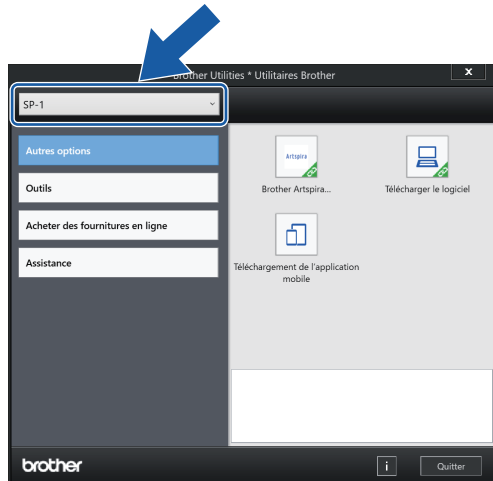 Brother Utilities * Utilitaires Brother
X
SP-1
Autres options
Outils
Acheter des fournitures en ligne
Assistance
Artspira
Brother Artspira...
Télécharger le logiciel
Téléchargement de l'application
mobile
brother
i
Quitter